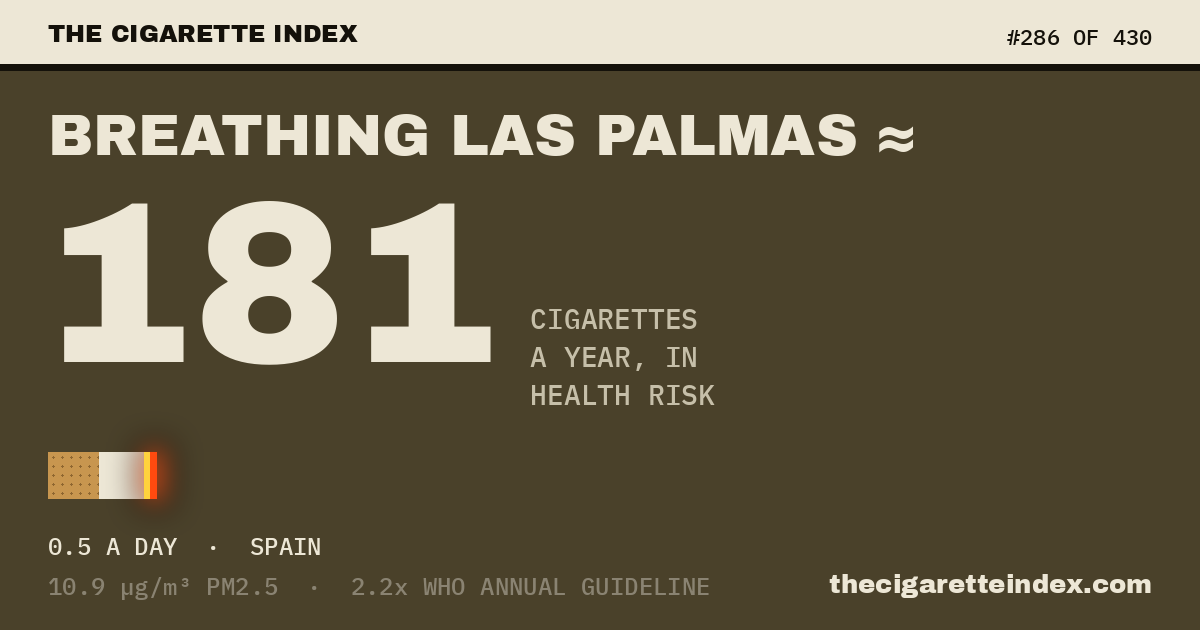 THE CIGARETTE INDEX
#286 OF 430
BREATHING LAS PALMAS ≈
181
CIGARETTES
A YEAR, IN
HEALTH RISK
0.5 A DAY · SPAIN
10.9 µg/m³ PM2.5 · 2.2x WHO ANNUAL GUIDELINE
thecigaretteindex.com